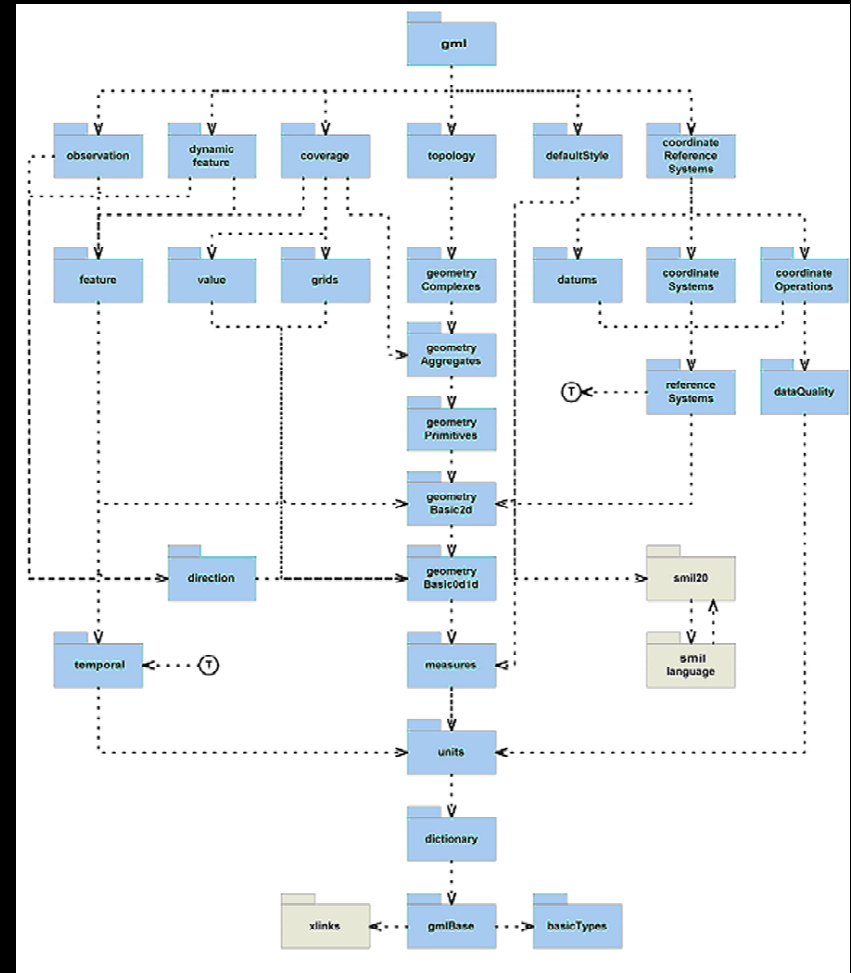 gml
observation
dynamic
feature
coverage
topology
defaultStyle
coordinate
Reference
Systems
feature
value
grids
geometry
Complexes
datums
coordinate
Systems
coordinate
Operations
geometry
Aggregates
T
reference
Systems
dataQuality
geometry
Primitives
geometry
Basic2d
direction
geometry
Basic0d1d
smil20
temporal
T
measures
smil
language
units
dictionary
xlinks
gmlBase
basicTypes